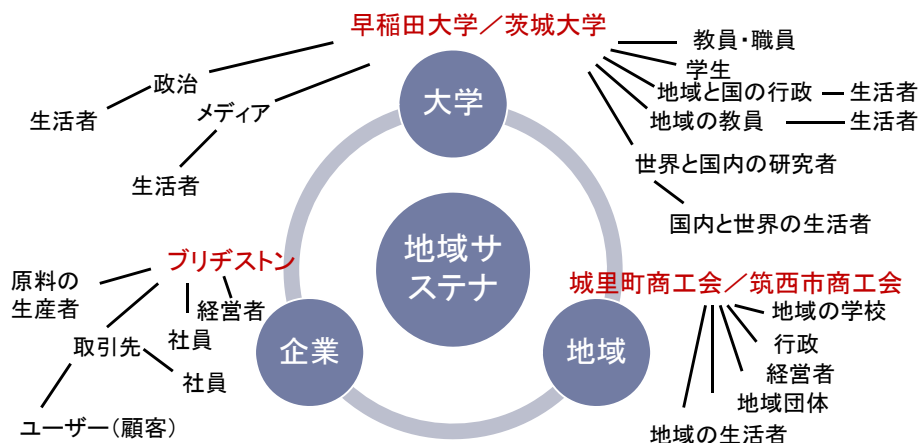 早稲田大学／茨城大学
教員・職員
学生
地域と国の行政
生活者
地域の教員
生活者
世界と国内の研究者
国内と世界の生活者
政治
生活者
メディア
生活者
大学
地域サ
ステナ
企業
地域
ブリヂストン
原料の
生産者
取引先
社員
経営者
社員
ユーザー（顧客）
城里町商工会／筑西市商工会
地域の学校
行政
経営者
地域団体
地域の生活者